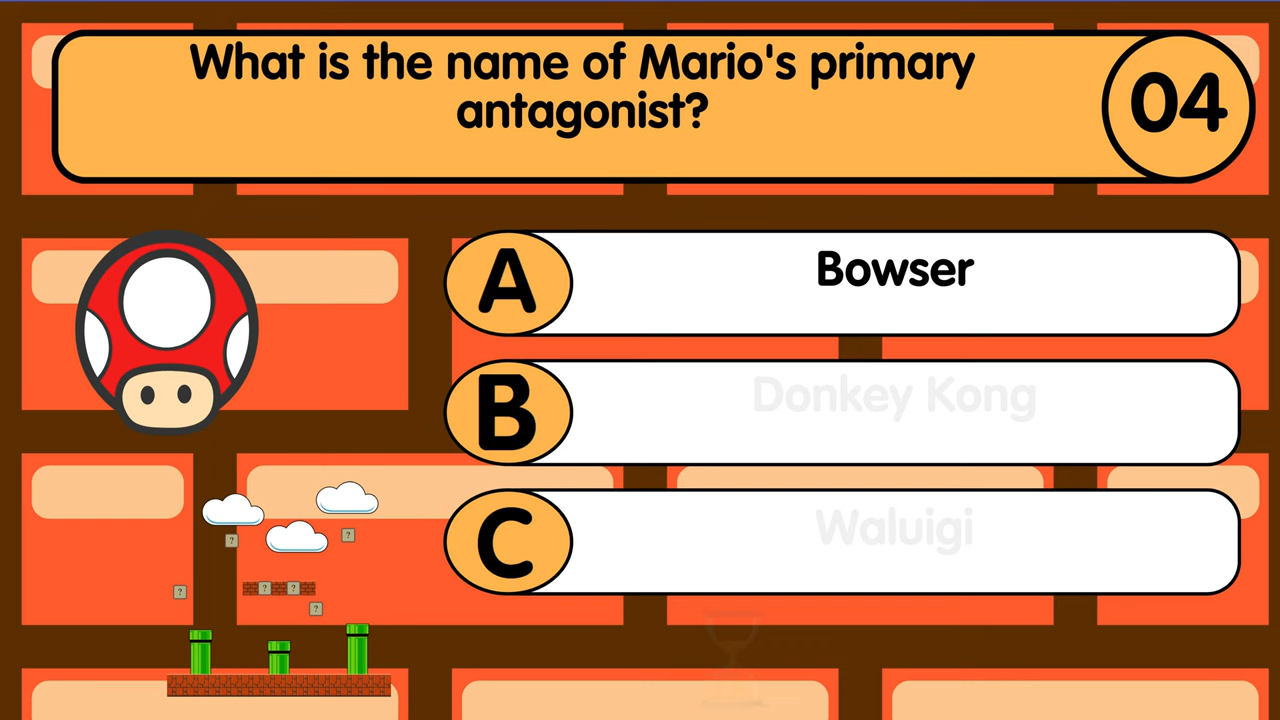 What is the name of Mario's primary
antagonist?
04
A
Bowser
B
Donkey Kong
C
Waluigi
?
?
?
?
?
?